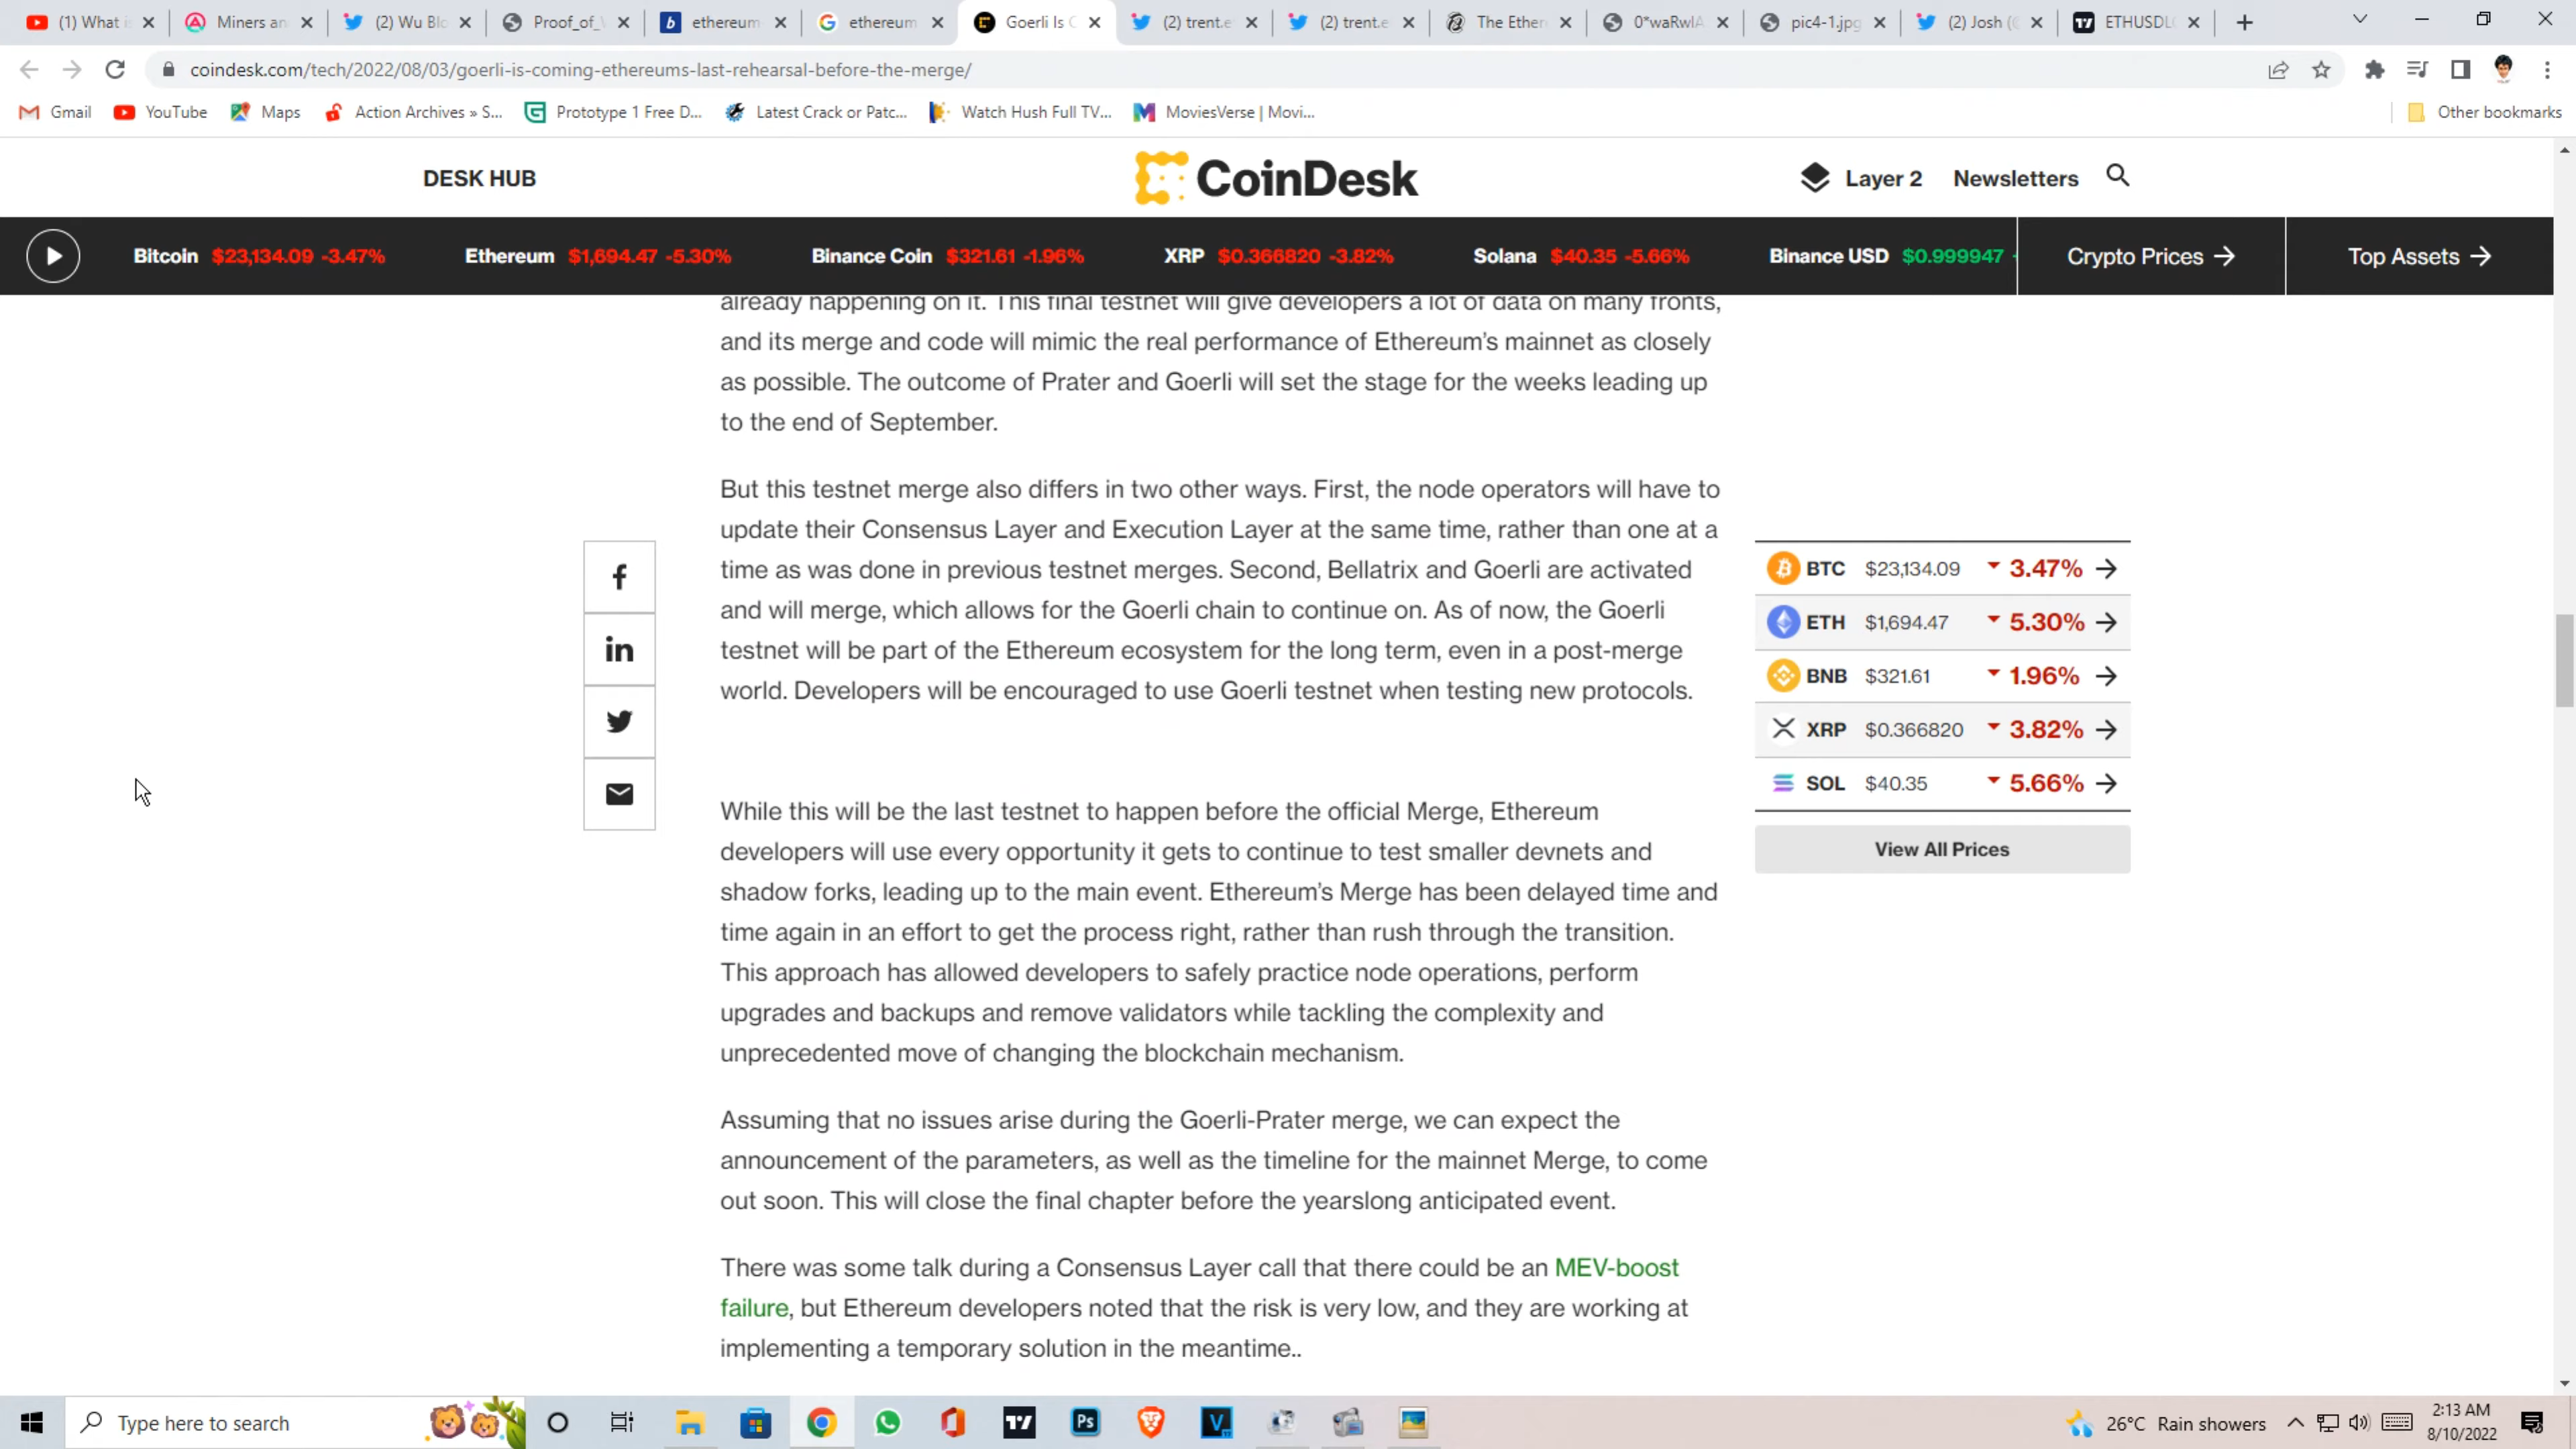 (1) What i
Miners an
(2) Wu Blo
Proof_of_
ethereum
ethereum
Goerli Is C
(2) trent.e
(2) trent.e
The Ether
0*waRwIA
pic4-1.jpg
(2) Josh (
ETHUSDL
coindesk.com/tech/2022/08/03/goerli-is-coming-ethereums-last-rehearsal-before-the-merge/
Gmail
YouTube
Maps
Action Archives » S...
Prototype 1 Free D...
Latest Crack or Patc...
Watch Hush Full TV...
MoviesVerse | Movi...
Other bookmarks
DESK HUB
CoinDesk
Layer 2
Newsletters
Bitcoin $23,134.09 -3.47%
Ethereum $1,694.47 -5.30%
Binance Coin $321.61 -1.96%
XRP $0.366820 -3.82%
Solana $40.35 -5.66%
Binance USD $0.999947
Crypto Prices →
Top Assets →
already happening on it. This final testnet will give developers a lot of data on many fronts,
and its merge and code will mimic the real performance of Ethereum's mainnet as closely
as possible. The outcome of Prater and Goerli will set the stage for the weeks leading up
to the end of September.
But this testnet merge also differs in two other ways. First, the node operators will have to
update their Consensus Layer and Execution Layer at the same time, rather than one at a
time as was done in previous testnet merges. Second, Bellatrix and Goerli are activated
and will merge, which allows for the Goerli chain to continue on. As of now, the Goerli
testnet will be part of the Ethereum ecosystem for the long term, even in a post-merge
world. Developers will be encouraged to use Goerli testnet when testing new protocols.
While this will be the last testnet to happen before the official Merge, Ethereum
developers will use every opportunity it gets to continue to test smaller devnets and
shadow forks, leading up to the main event. Ethereum's Merge has been delayed time and
time again in an effort to get the process right, rather than rush through the transition.
This approach has allowed developers to safely practice node operations, perform
upgrades and backups and remove validators while tackling the complexity and
unprecedented move of changing the blockchain mechanism.
Assuming that no issues arise during the Goerli-Prater merge, we can expect the
announcement of the parameters, as well as the timeline for the mainnet Merge, to come
out soon. This will close the final chapter before the yearslong anticipated event.
There was some talk during a Consensus Layer call that there could be an MEV-boost
failure, but Ethereum developers noted that the risk is very low, and they are working at
implementing a temporary solution in the meantime..
BTC $23,134.09 3.47% →
ETH $1,694.47 5.30% →
BNB $321.61 1.96% →
XRP $0.366820 3.82% →
SOL $40.35 5.66% →
View All Prices
Type here to search
26°C Rain showers
2:13 AM
8/10/2022